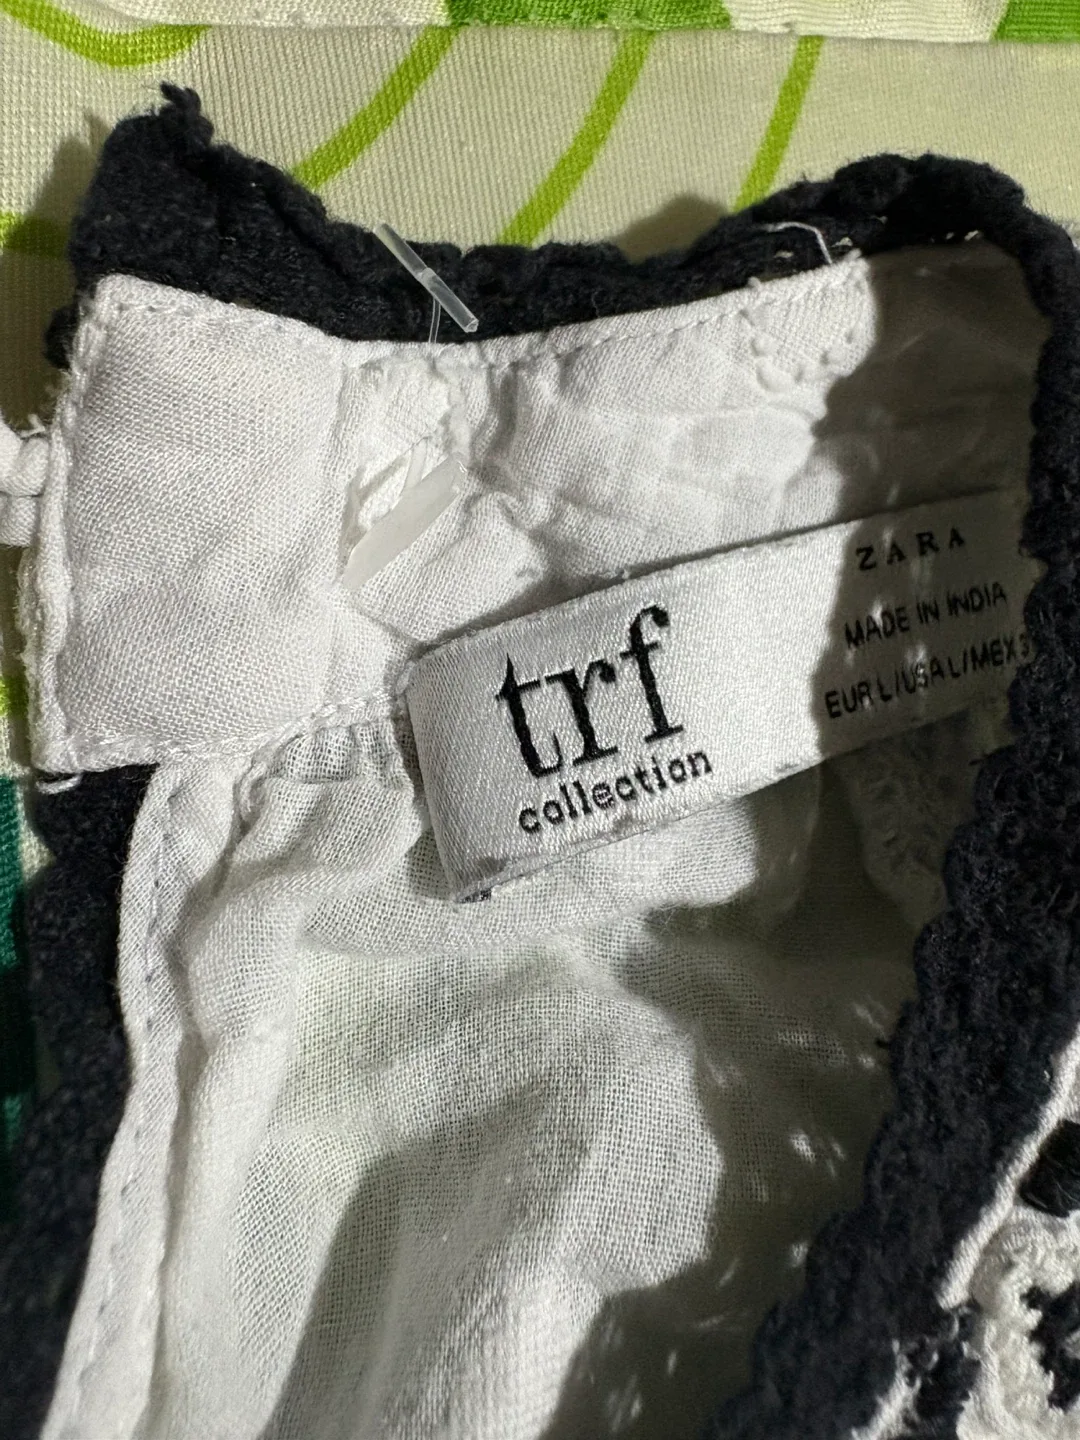 ZARA
trf
collection
MADE IN INDIA
EUR L/USA L/MEX